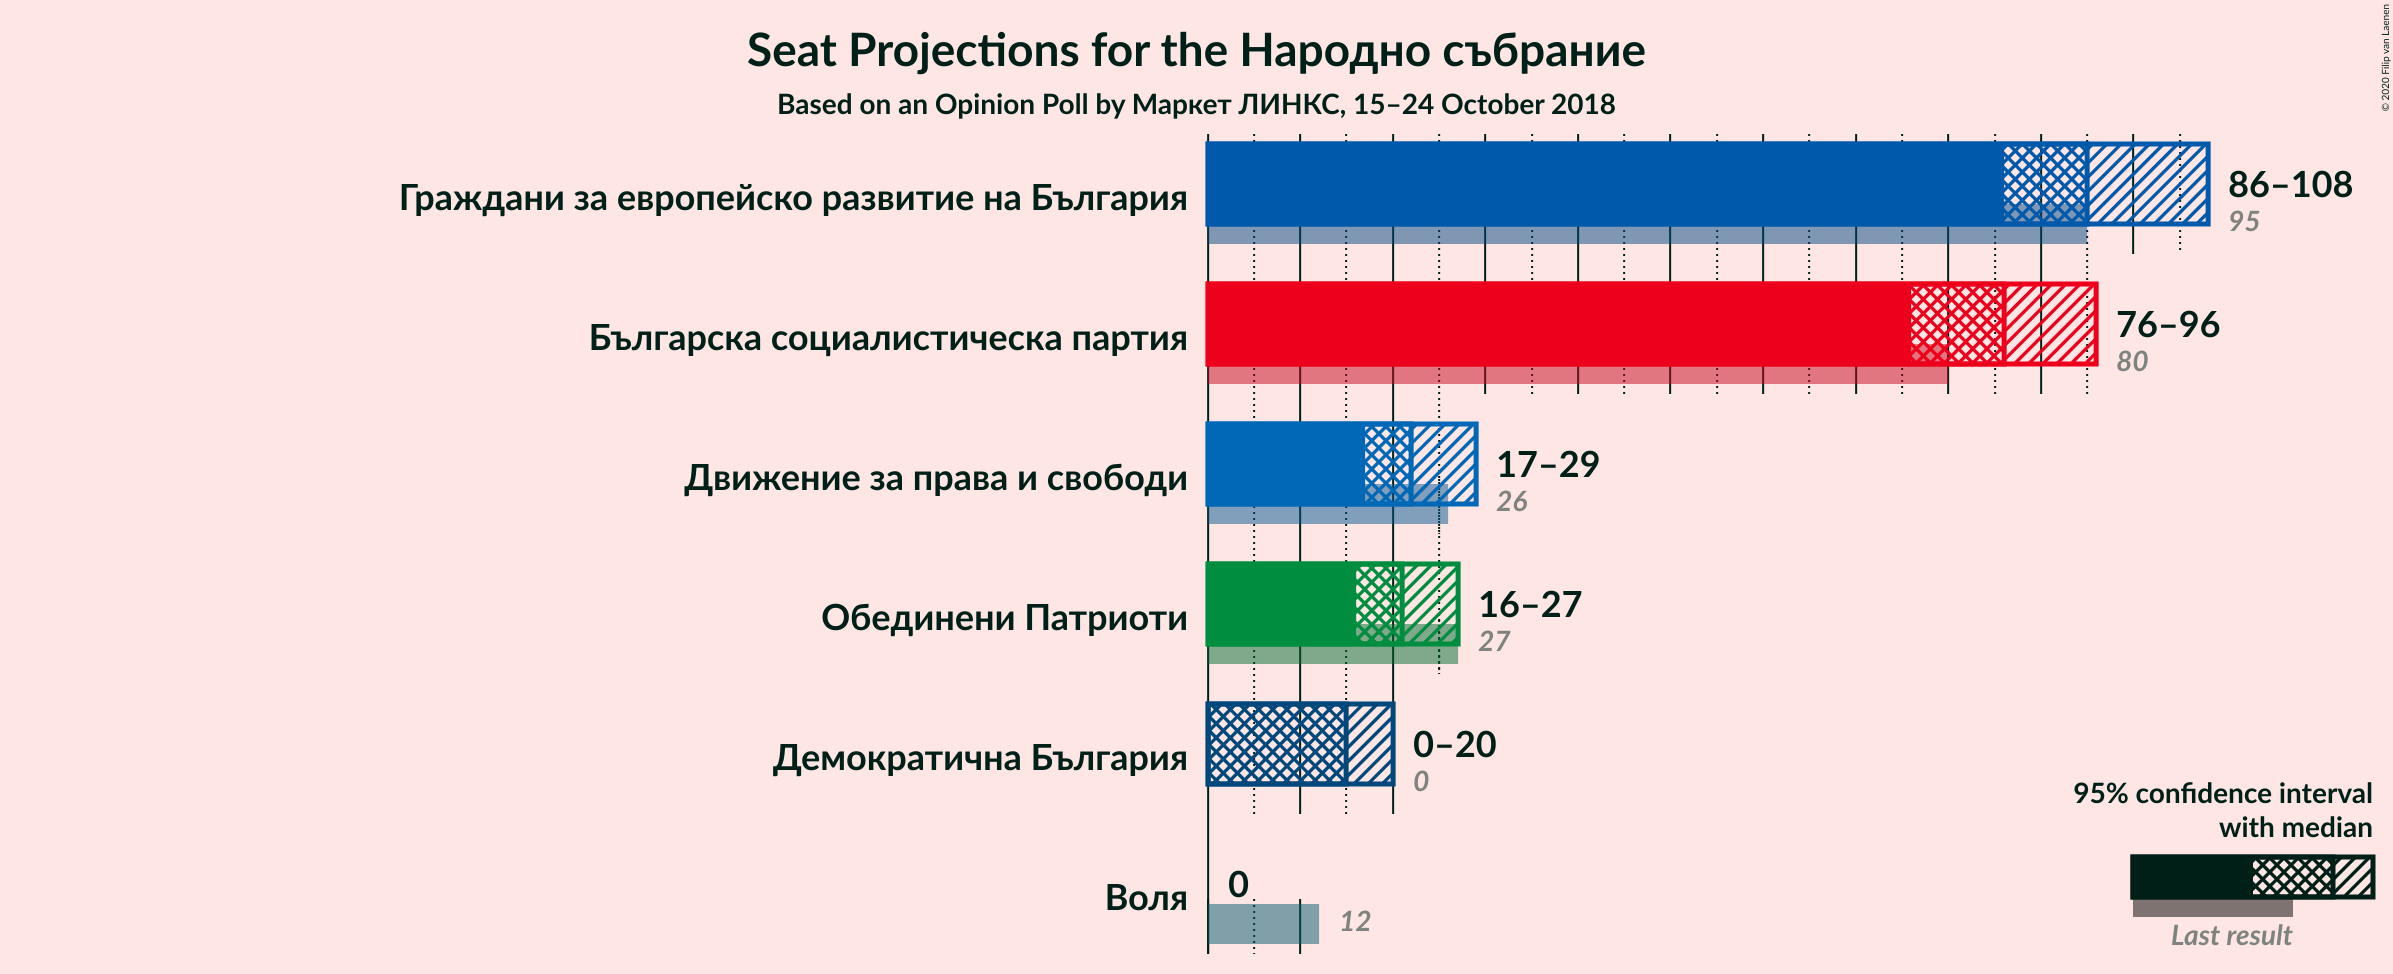 Seat Projections for the Народно събрание
Based on an Opinion Poll by Маркет ЛИНКС, 15–24 October 2018
© 2020 Filip van Laenen
Граждани за европейско развитие на България
86–108
95
Българска социалистическа партия
76–96
80
Движение за права и свободи
17–29
26
Обединени Патриоти
16–27
27
Демократична България
0–20
0
Воля
0
12
95% confidence interval
with median
Last result